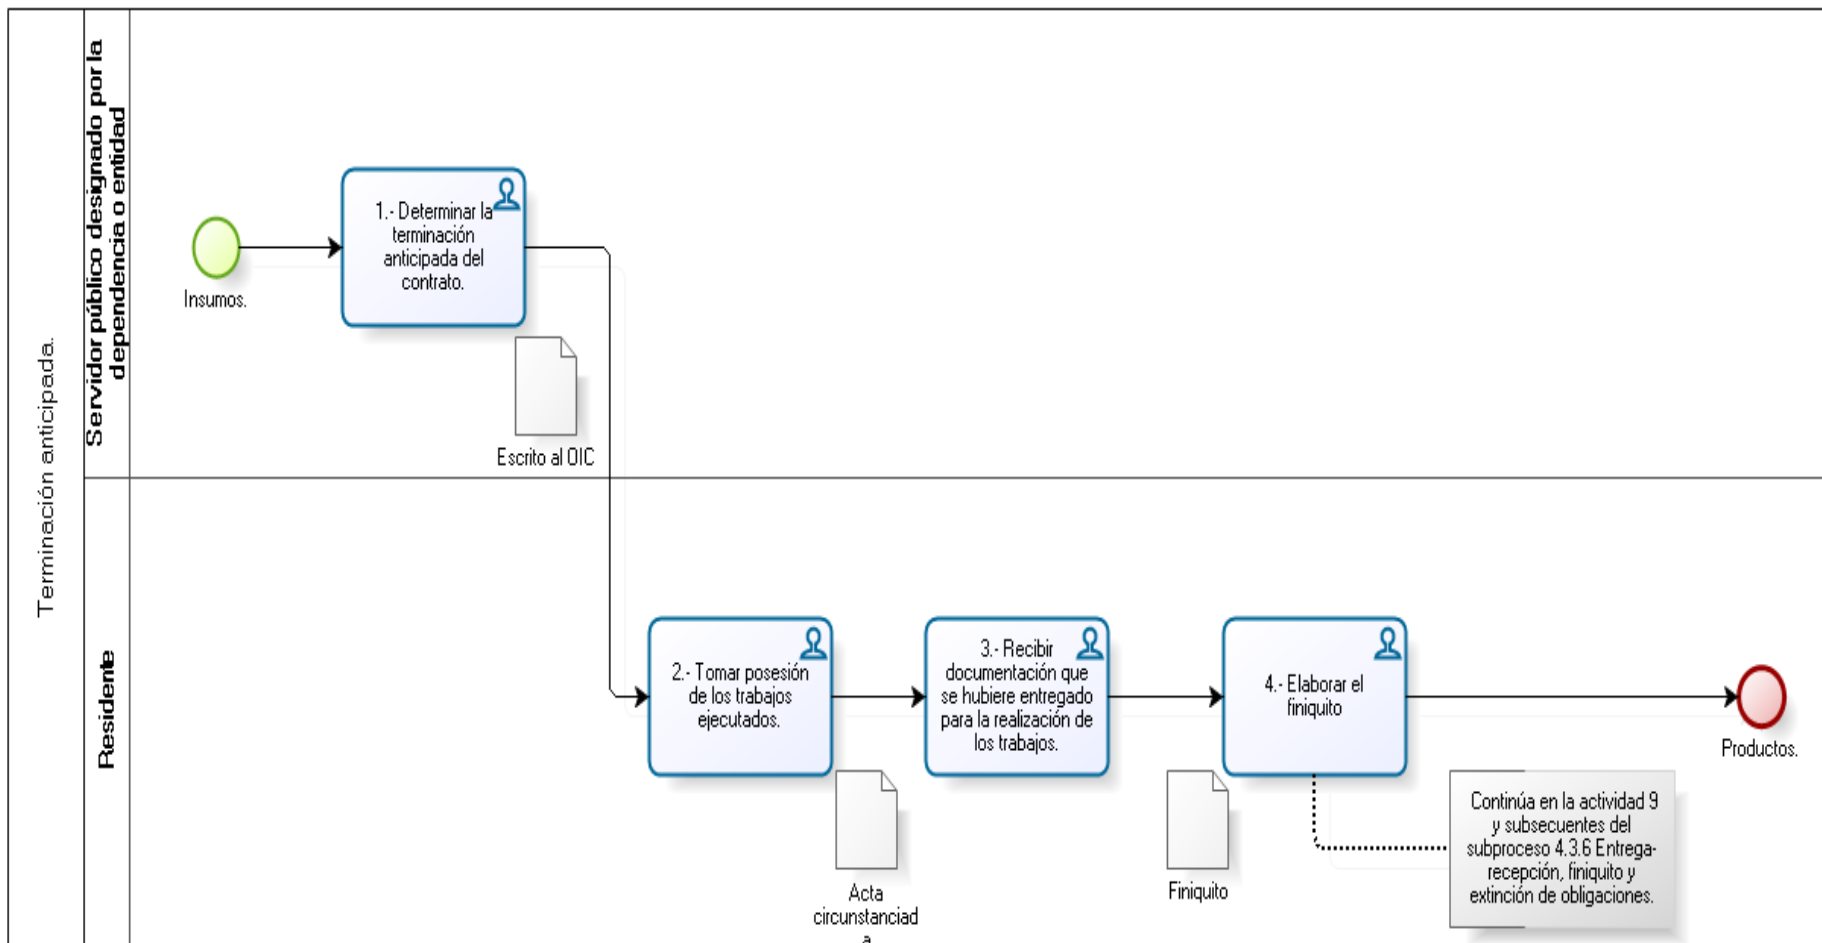 Terminación anticipada.
Servidor público designado por la
dependencia o entidad
Insumos.
1.- Determinar la
terminación
anticipada del
contrato.
Escrito al OIC
Residente
2.- Tomar posesión
de los trabajos
ejecutados.
Acta
circunstanciad
a
3.- Recibir
documentación que
se hubiere entregado
para la realización de
los trabajos.
4.- Elaborar el
finiquito
Finiquito
Continúa en la actividad 9
y subsecuentes del
subproceso 4.3.6 Entrega-
recepción, finiquito y
extinción de obligaciones.
Productos.